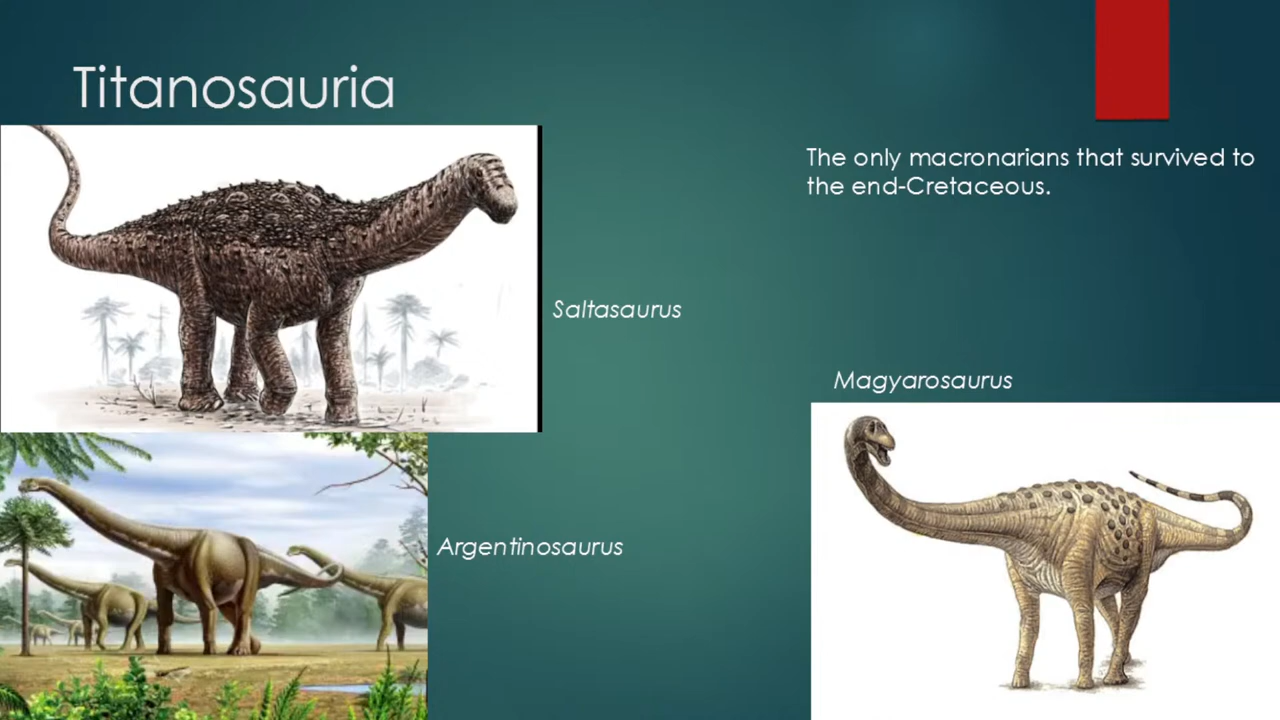 Titanosauria
The only macronarians that survived to
the end-Cretaceous.
Saltasaurus
Magyarosaurus
Argentinosaurus